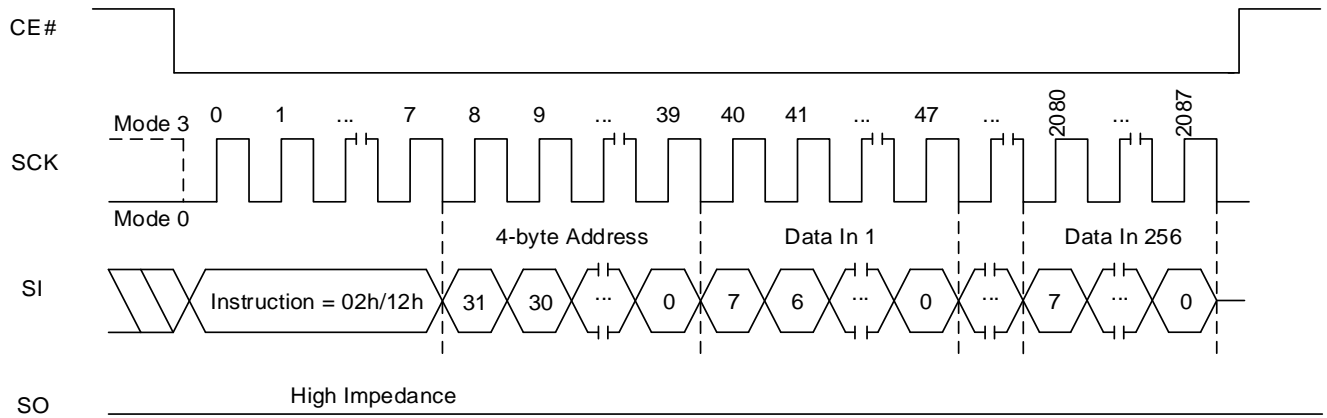 CE#
0 1 ... 7 8 9 ... 39 40 41 ... 47 ... 2080 ... 2087
Mode 3
SCK
Mode 0
4-byte Address Data In 1 Data In 256
SI Instruction = 02h/12h 31 30 ... 0 7 6 ... 0 ... 7 ... 0
High Impedance
SO